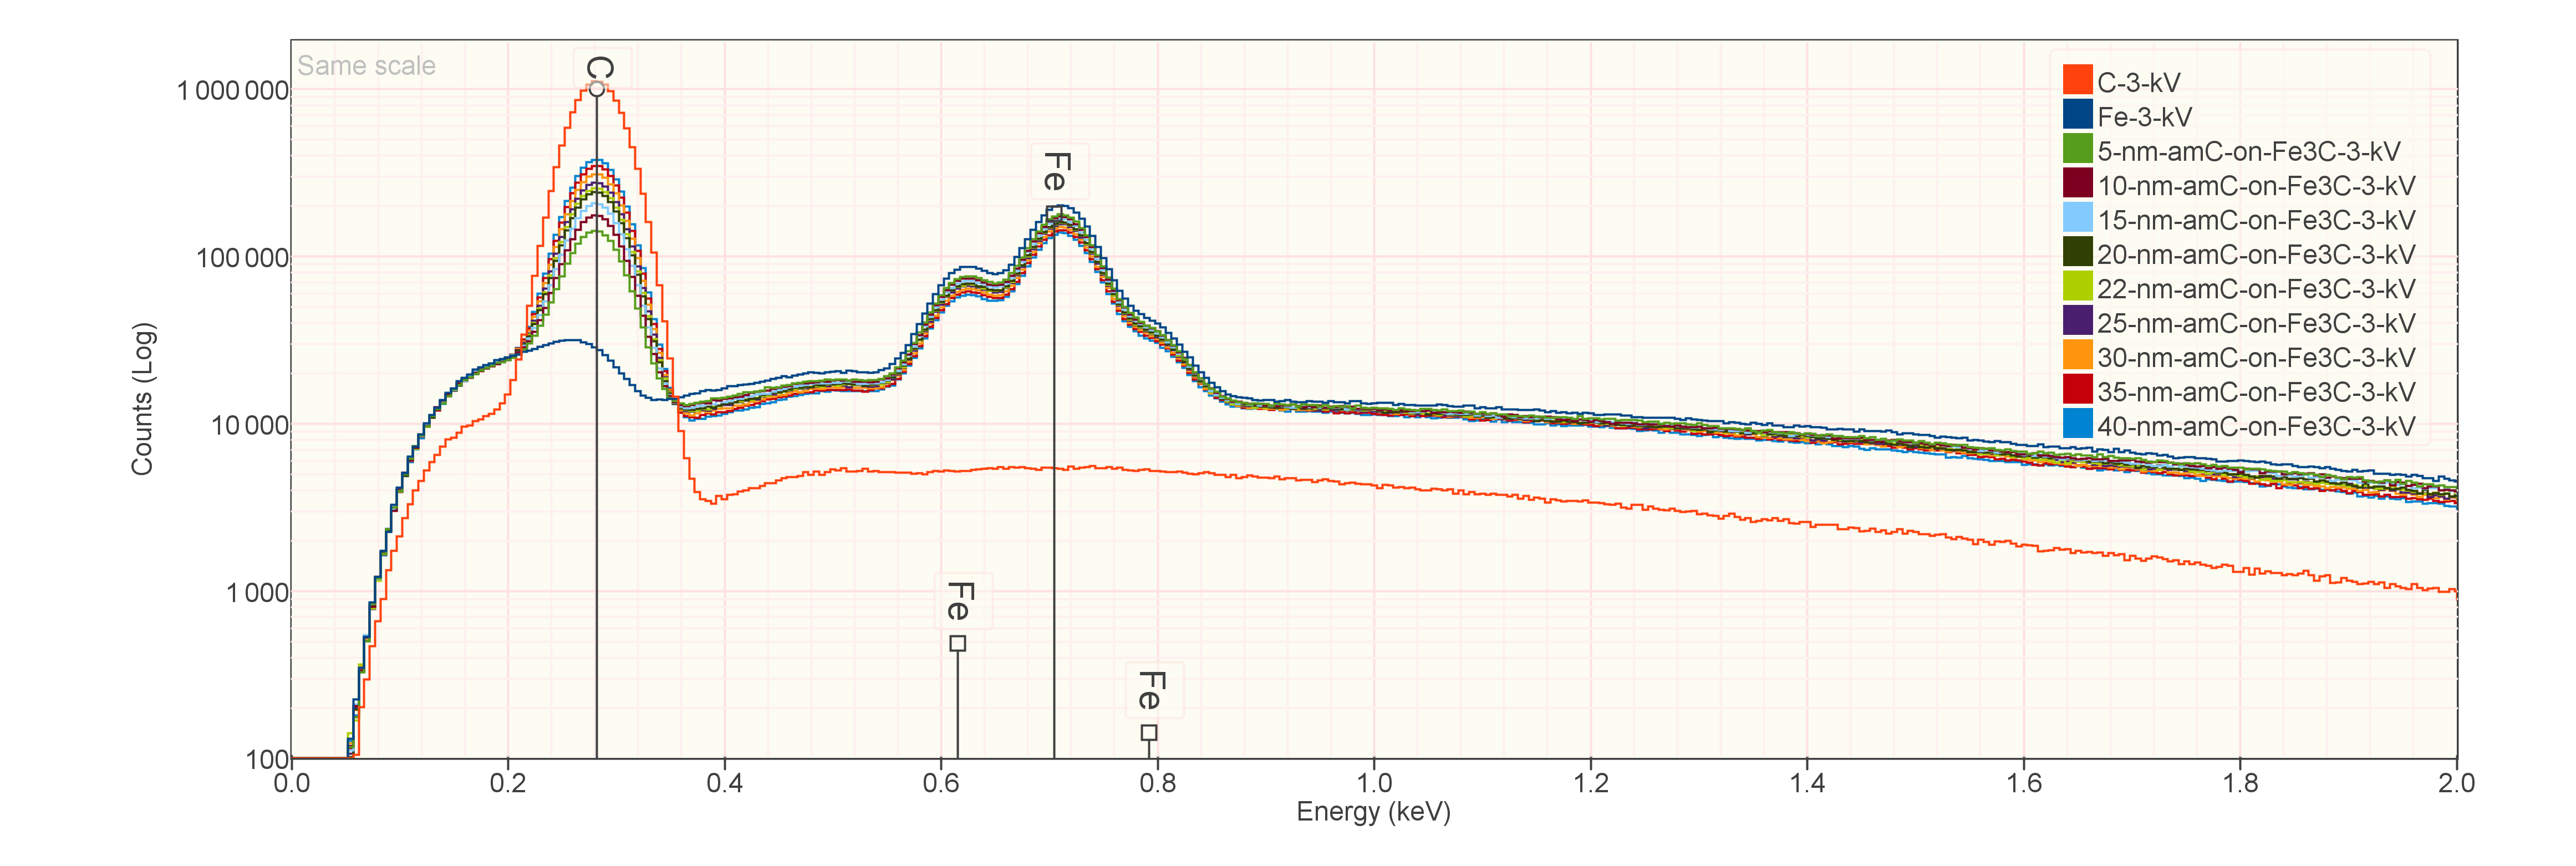 Same scale
C
Fe
Fe
Fe
C-3-kV
Fe-3-kV
5-nm-amC-on-Fe3C-3-kV
10-nm-amC-on-Fe3C-3-kV
15-nm-amC-on-Fe3C-3-kV
20-nm-amC-on-Fe3C-3-kV
22-nm-amC-on-Fe3C-3-kV
25-nm-amC-on-Fe3C-3-kV
30-nm-amC-on-Fe3C-3-kV
35-nm-amC-on-Fe3C-3-kV
40-nm-amC-on-Fe3C-3-kV
Counts (Log)
1 000 000
100 000
10 000
1 000
100
0.0 0.2 0.4 0.6 0.8 1.0 1.2 1.4 1.6 1.8 2.0
Energy (keV)